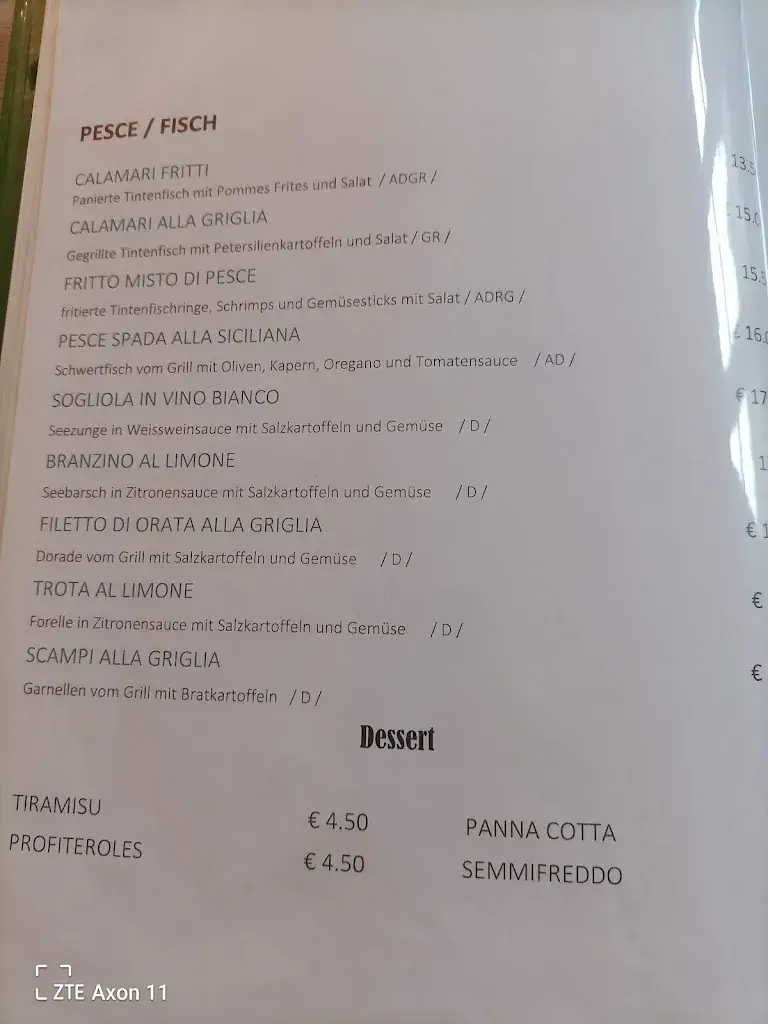 PESCE / FISCH
CALAMARI FRITTI
Panierte Tintenfisch mit Pommes Frites und Salat / ADGR /
CALAMARI ALLA GRIGLIA
Gegrillte Tintenfisch mit Petersilienkartoffeln und Salat / GR /
FRITTO MISTO DI PESCE
fritierte Tintenfischringe, Schrimps und Gemüsesticks mit Salat / ADRG /
PESCE SPADA ALLA SICILIANA
Schwertfisch vom Grill mit Oliven, Kapern, Oregano und Tomatensauce / AD /
SOGLIOLA IN VINO BIANCO € 17
Seezunge in Weissweinsauce mit Salzkartoffeln und Gemüse / D /
BRANZINO AL LIMONE
Seebarsch in Zitronensauce mit Salzkartoffeln und Gemüse / D /
FILETTO DI ORATA ALLA GRIGLIA € 1
Dorade vom Grill mit Salzkartoffeln und Gemüse / D /
TROTA AL LIMONE €
Forelle in Zitronensauce mit Salzkartoffeln und Gemüse / D /
SCAMPI ALLA GRIGLIA €
Garnellen vom Grill mit Bratkartoffeln / D /
Dessert
TIRAMISU € 4.50 PANNA COTTA
PROFITEROLES € 4.50 SEMMIFREDDO
ZTE Axon 11